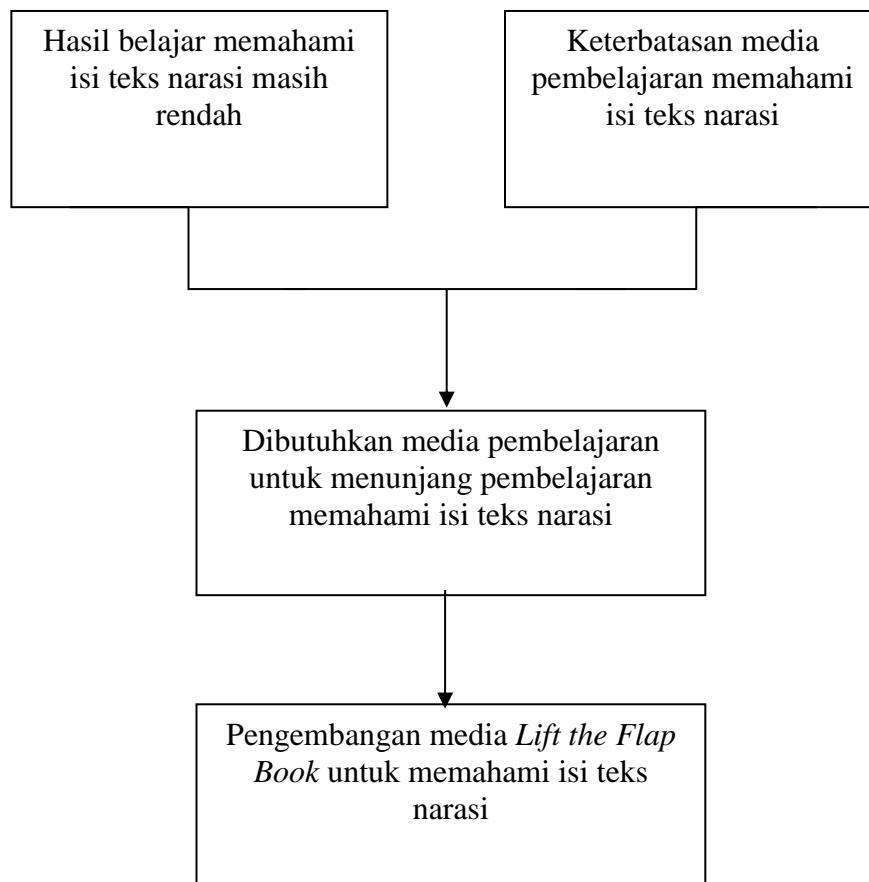 Hasil belajar memahami
isi teks narasi masih
rendah
Keterbatasan media
pembelajaran memahami
isi teks narasi
Dibutuhkan media pembelajaran
untuk menunjang pembelajaran
memahami isi teks narasi
Pengembangan media Lift the Flap
Book untuk memahami isi teks
narasi